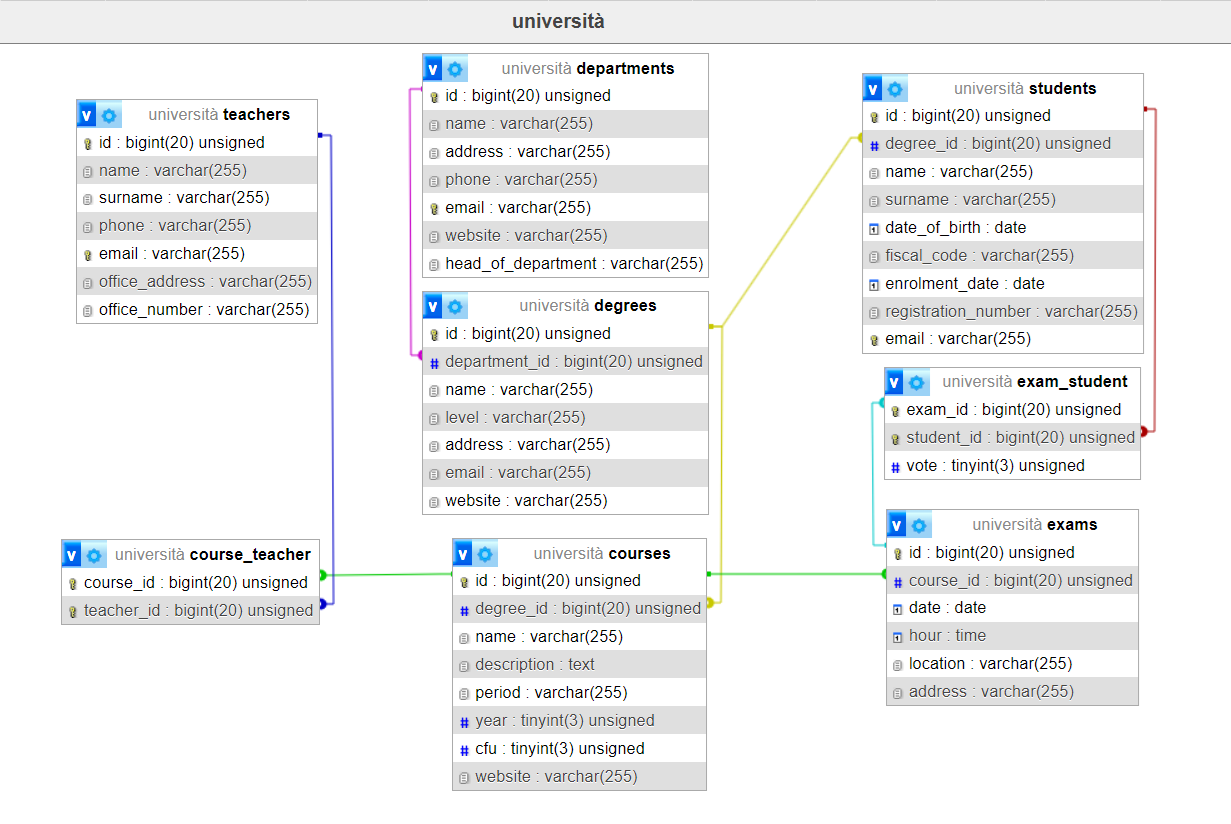 università
v università teachers
id : bigint(20) unsigned
name : varchar(255)
surname : varchar(255)
phone : varchar(255)
email : varchar(255)
office_address : varchar(255)
office_number : varchar(255)
v università departments
id : bigint(20) unsigned
name : varchar(255)
address : varchar(255)
phone : varchar(255)
email : varchar(255)
website : varchar(255)
head_of_department : varchar(255)
v università degrees
id : bigint(20) unsigned
# department_id : bigint(20) unsigned
name : varchar(255)
level : varchar(255)
address : varchar(255)
email : varchar(255)
website : varchar(255)
v università students
id : bigint(20) unsigned
# degree_id : bigint(20) unsigned
name : varchar(255)
surname : varchar(255)
date_of_birth : date
fiscal_code : varchar(255)
enrolment_date : date
registration_number : varchar(255)
email : varchar(255)
v università exam_student
exam_id : bigint(20) unsigned
student_id : bigint(20) unsigned
# vote : tinyint(3) unsigned
v università course_teacher
course_id : bigint(20) unsigned
teacher_id : bigint(20) unsigned
v università courses
id : bigint(20) unsigned
# degree_id : bigint(20) unsigned
name : varchar(255)
description : text
period : varchar(255)
# year : tinyint(3) unsigned
# cfu : tinyint(3) unsigned
website : varchar(255)
v università exams
id : bigint(20) unsigned
# course_id : bigint(20) unsigned
date : date
hour : time
location : varchar(255)
address : varchar(255)